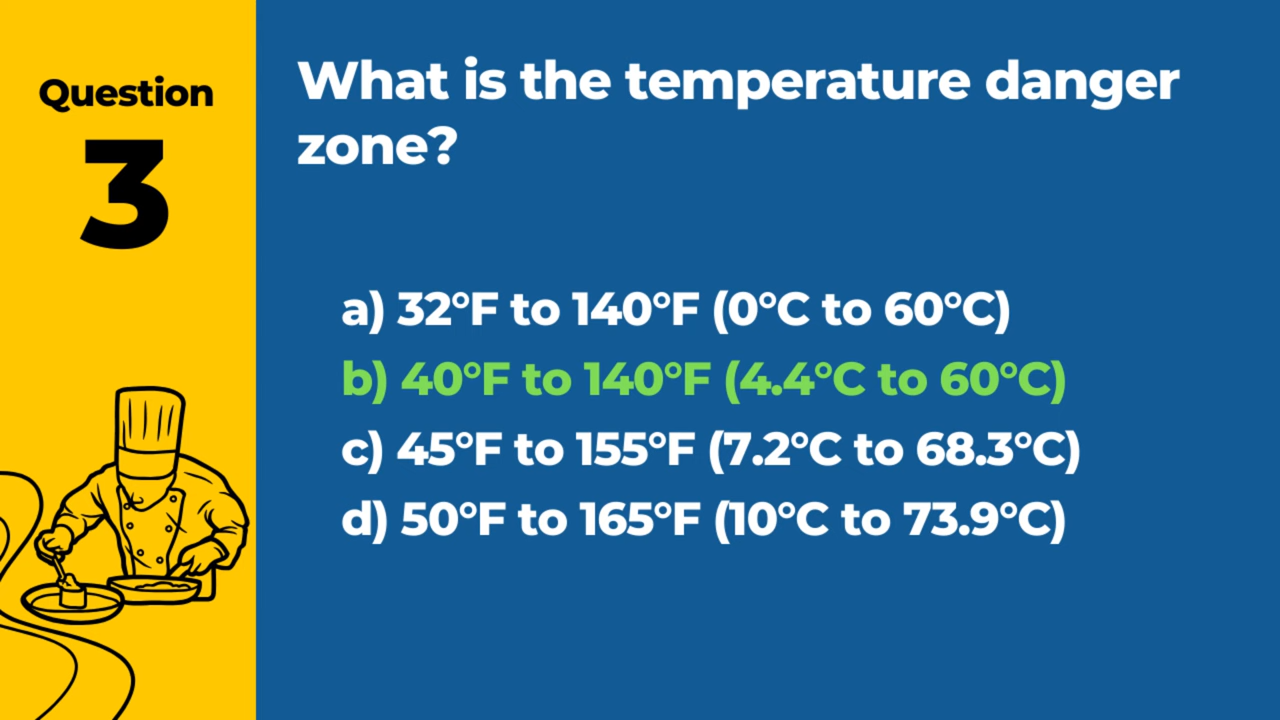 Question
3
What is the temperature danger
zone?
a) 32°F to 140°F (0°C to 60°C)
b) 40°F to 140°F (4.4°C to 60°C)
c) 45°F to 155°F (7.2°C to 68.3°C)
d) 50°F to 165°F (10°C to 73.9°C)